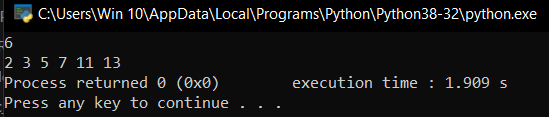 C:\Users\Win 10\AppData\Local\Programs\Python\Python38-32\python.exe
6
2 3 5 7 11 13
Process returned 0 (0x0)        execution time : 1.909 s
Press any key to continue . . .